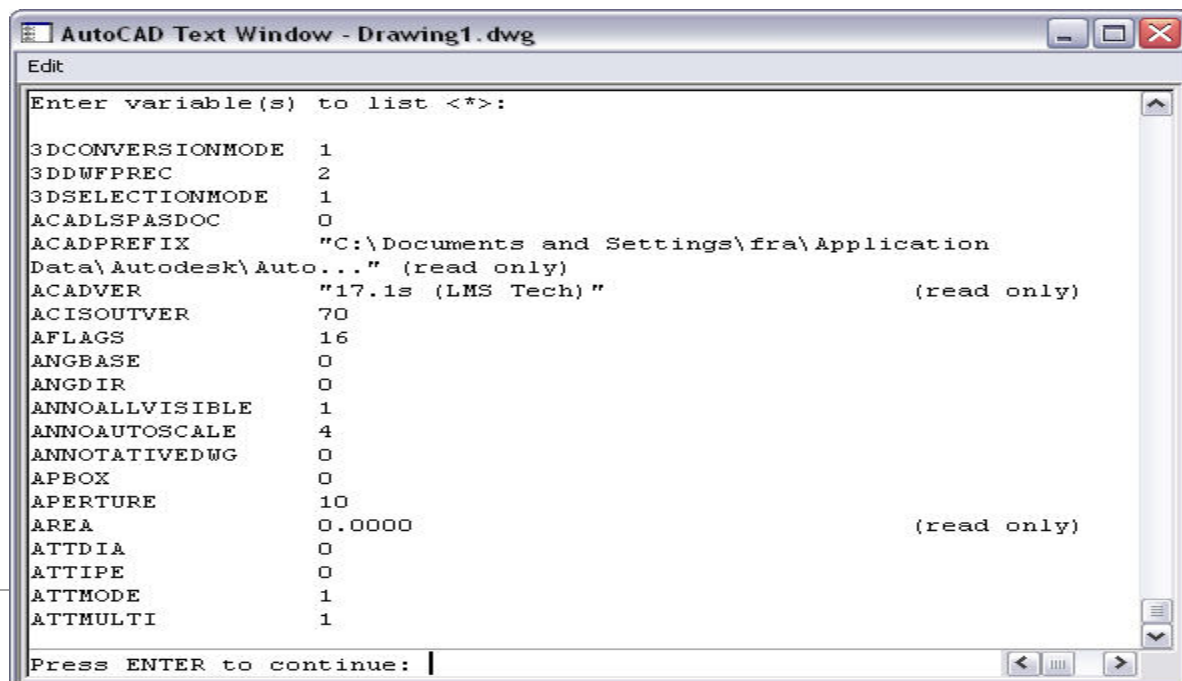 AutoCAD Text Window - Drawing1.dwg
Edit
Enter variable(s) to list <*>:
3DCONVERSIONMODE 1
3DDWFPREC 2
3DSELECTIONMODE 1
ACADLSPASDOC 0
ACADPREFIX "C:\Documents and Settings\fra\Application
Data\Autodesk\Auto..." (read only)
ACADVER "17.1s (LMS Tech)" (read only)
ACISOUTVER 70
AFLAGS 16
ANGBASE 0
ANGDIR 0
ANNOALLVISIBLE 1
ANNOAUTOSCALE 4
ANNOTATIVEDWG 0
APBOX 0
APERTURE 10
AREA 0.0000 (read only)
ATTDIA 0
ATTIPE 0
ATTMODE 1
ATTMULTI 1
Press ENTER to continue: